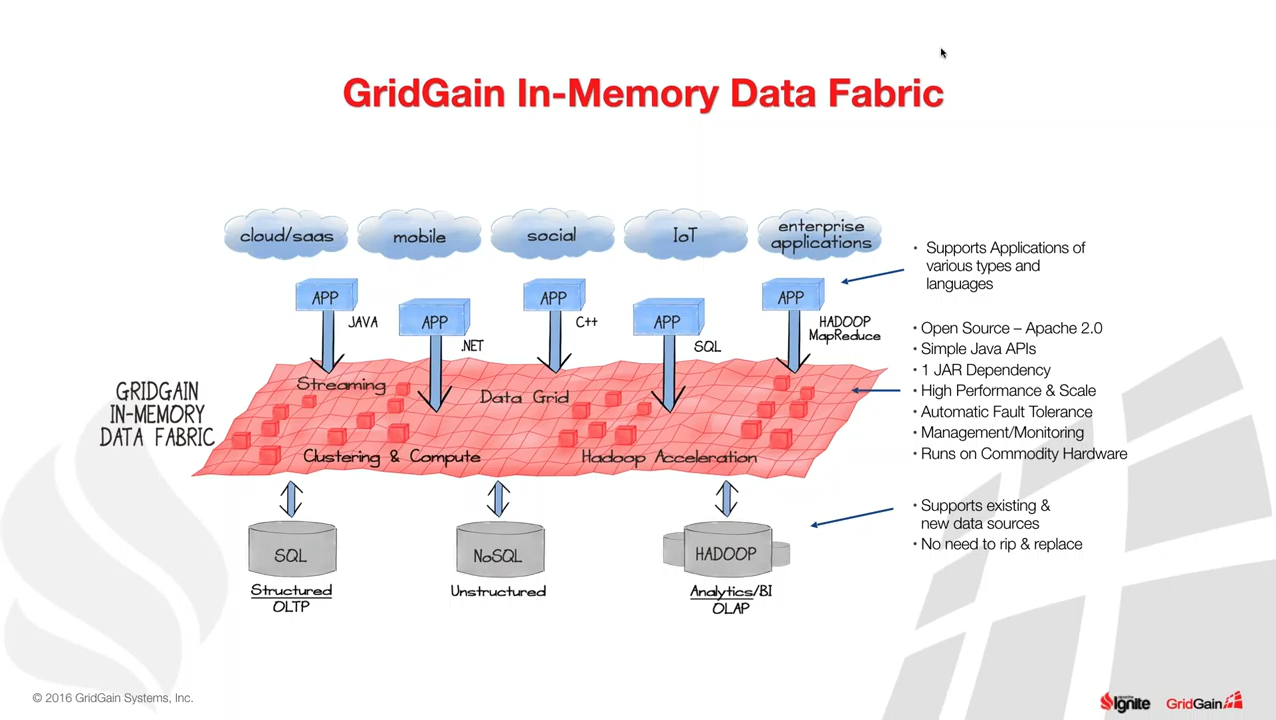 GridGain In-Memory Data Fabric
cloud/saas
mobile
social
IoT
enterprise
applications
APP
JAVA
APP
.NET
APP
C++
APP
SQL
APP
HADOOP
MapReduce
GRIDGAIN
IN-MEMORY
DATA FABRIC
Streaming
Data Grid
Clustering & Compute
Hadoop Acceleration
SQL
Structured
OLTP
NoSQL
Unstructured
HADOOP
Analytics/BI
OLAP
• Supports Applications of
various types and
languages
• Open Source – Apache 2.0
• Simple Java APIs
• 1 JAR Dependency
• High Performance & Scale
• Automatic Fault Tolerance
• Management/Monitoring
• Runs on Commodity Hardware
• Supports existing &
new data sources
• No need to rip & replace
© 2016 GridGain Systems, Inc.
apache
Ignite
GridGain